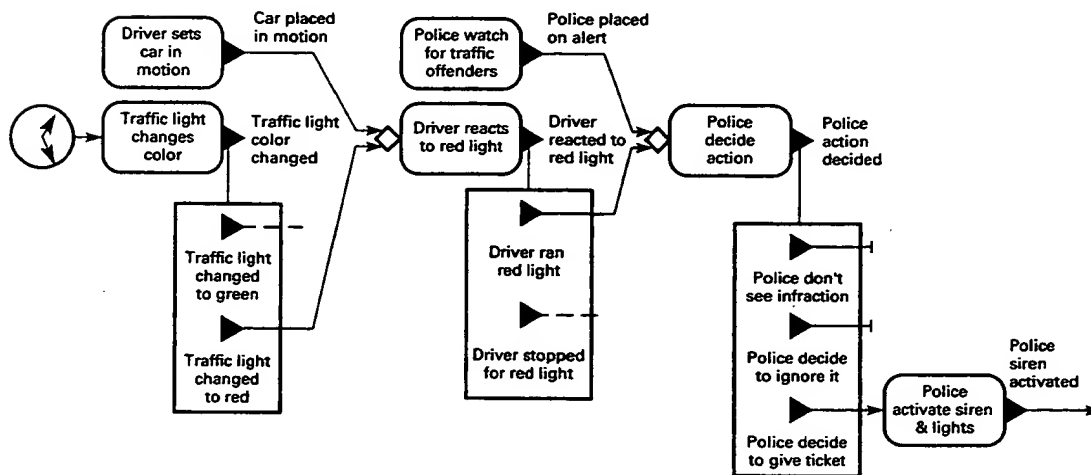 Driver sets
car in
motion
Car placed
in motion
Police watch
for traffic
offenders
Police placed
on alert
Traffic light
changes
color
Traffic light
color
changed
Driver reacts
to red light
Driver
reacted to
red light
Police
decide
action
Police
action
decided
Traffic light
changed
to green
Traffic light
changed
to red
Driver ran
red light
Driver stopped
for red light
Police don't
see infraction
Police decide
to ignore it
Police decide
to give ticket
Police
activate siren
& lights
Police
siren
activated